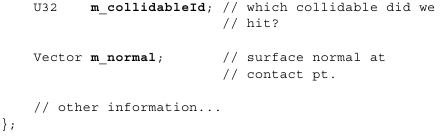 U32 m_collidableId; // which collidable did we
// hit?
Vector m_normal; // surface normal at
// contact pt.
// other information...
};